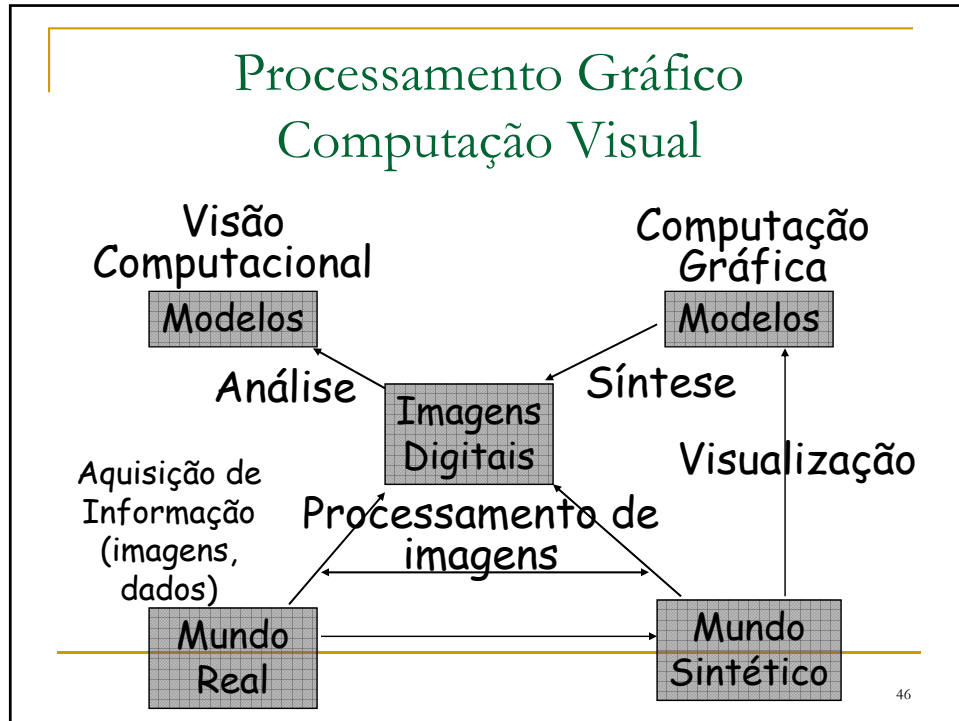 Processamento Gráfico
Computação Visual
Visão
Computacional
Modelos
Computação
Gráfica
Modelos
Análise
Síntese
Imagens
Digitais
Visualização
Aquisição de
Informação
(imagens,
dados)
Processamento de
imagens
Mundo
Real
Mundo
Sintético
46